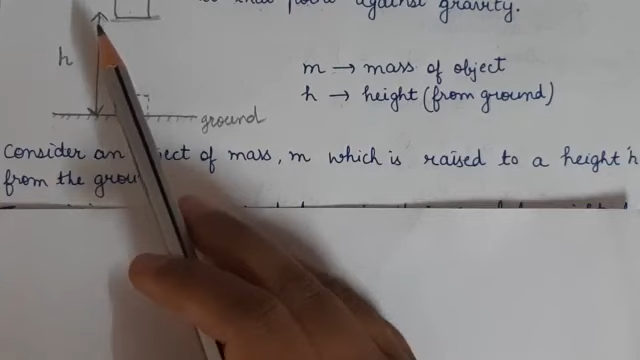 that point against gravity.
h
m → mass of object
h → height (from ground)
ground
Consider an object of mass, m which is raised to a height 'h
from the grou